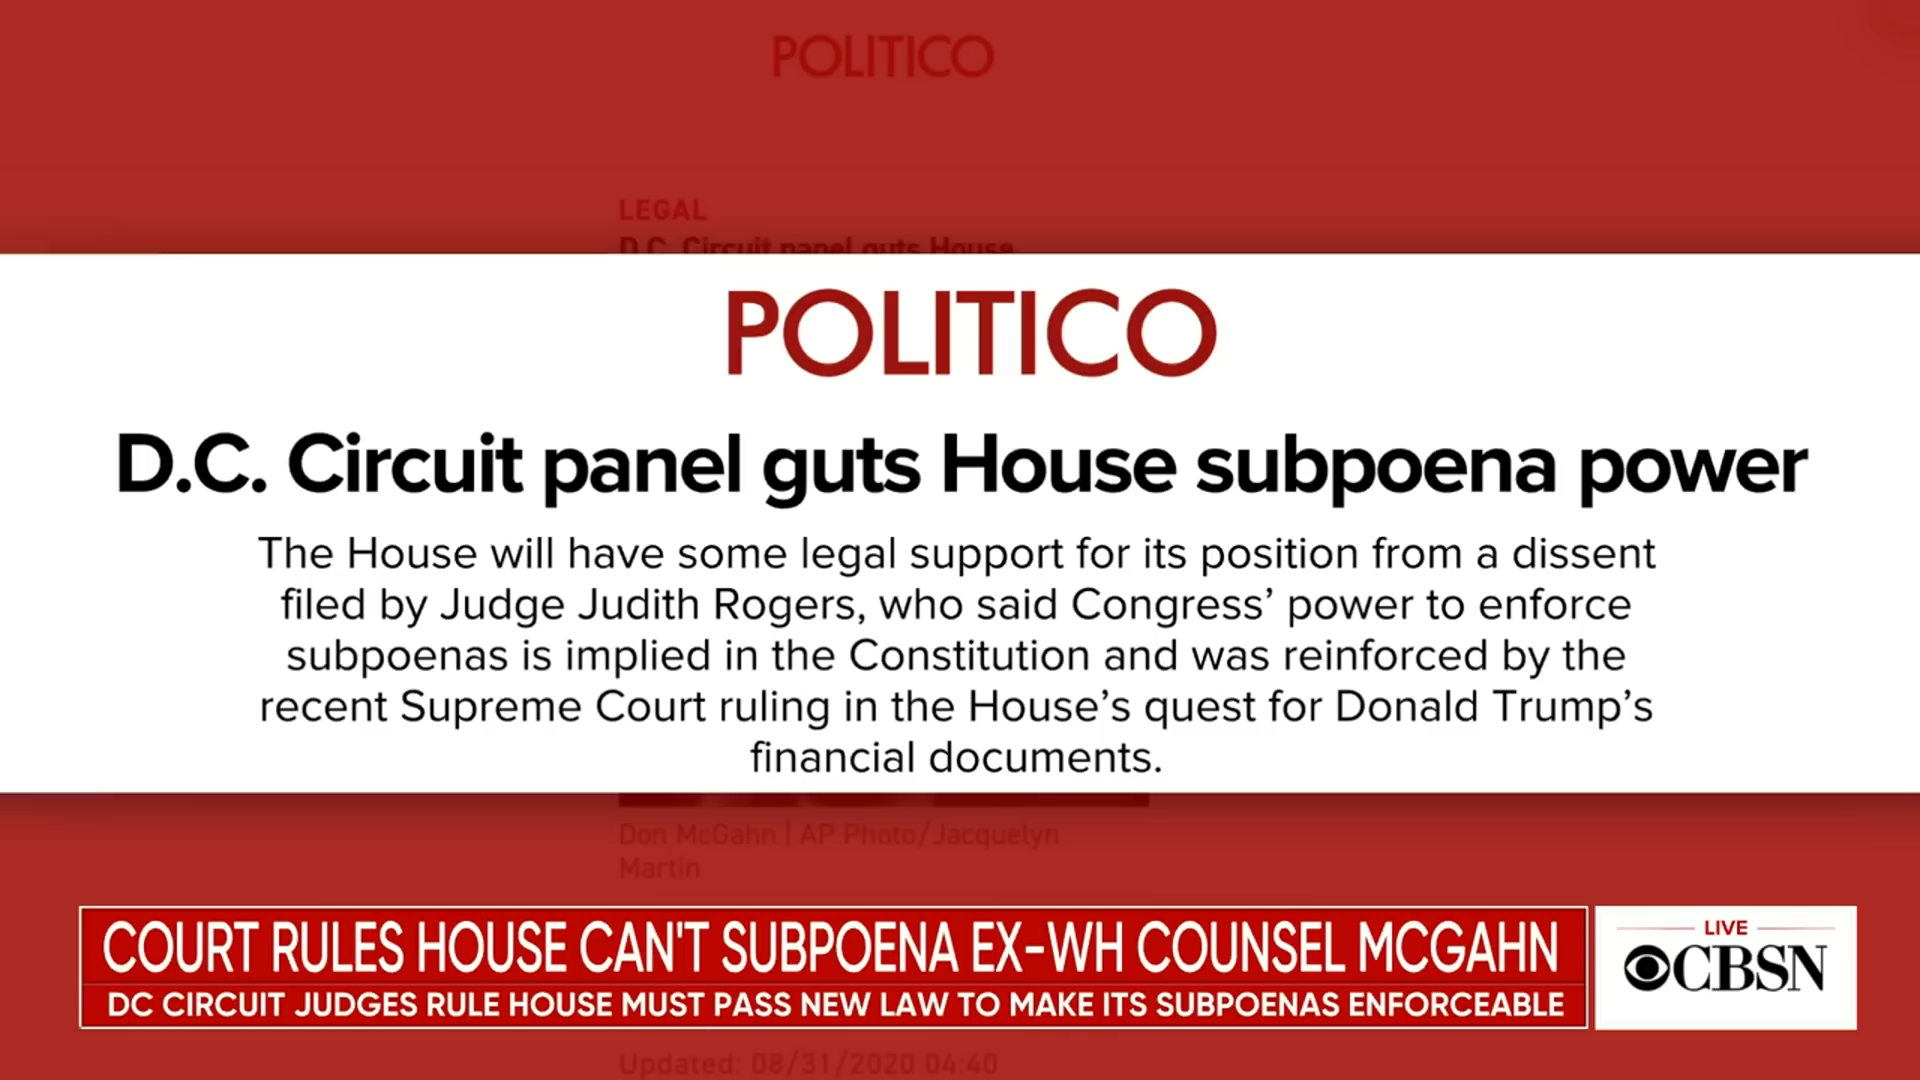 POLITICO
LEGAL
D.C. Circuit panel guts House
POLITICO
D.C. Circuit panel guts House subpoena power
The House will have some legal support for its position from a dissent
filed by Judge Judith Rogers, who said Congress’ power to enforce
subpoenas is implied in the Constitution and was reinforced by the
recent Supreme Court ruling in the House’s quest for Donald Trump’s
financial documents.
Don McGahn | AP Photo/Jacquelyn
Martin
COURT RULES HOUSE CAN'T SUBPOENA EX-WH COUNSEL MCGAHN
DC CIRCUIT JUDGES RULE HOUSE MUST PASS NEW LAW TO MAKE ITS SUBPOENAS ENFORCEABLE
LIVE
CBSN
Updated: 08/31/2020 04:40